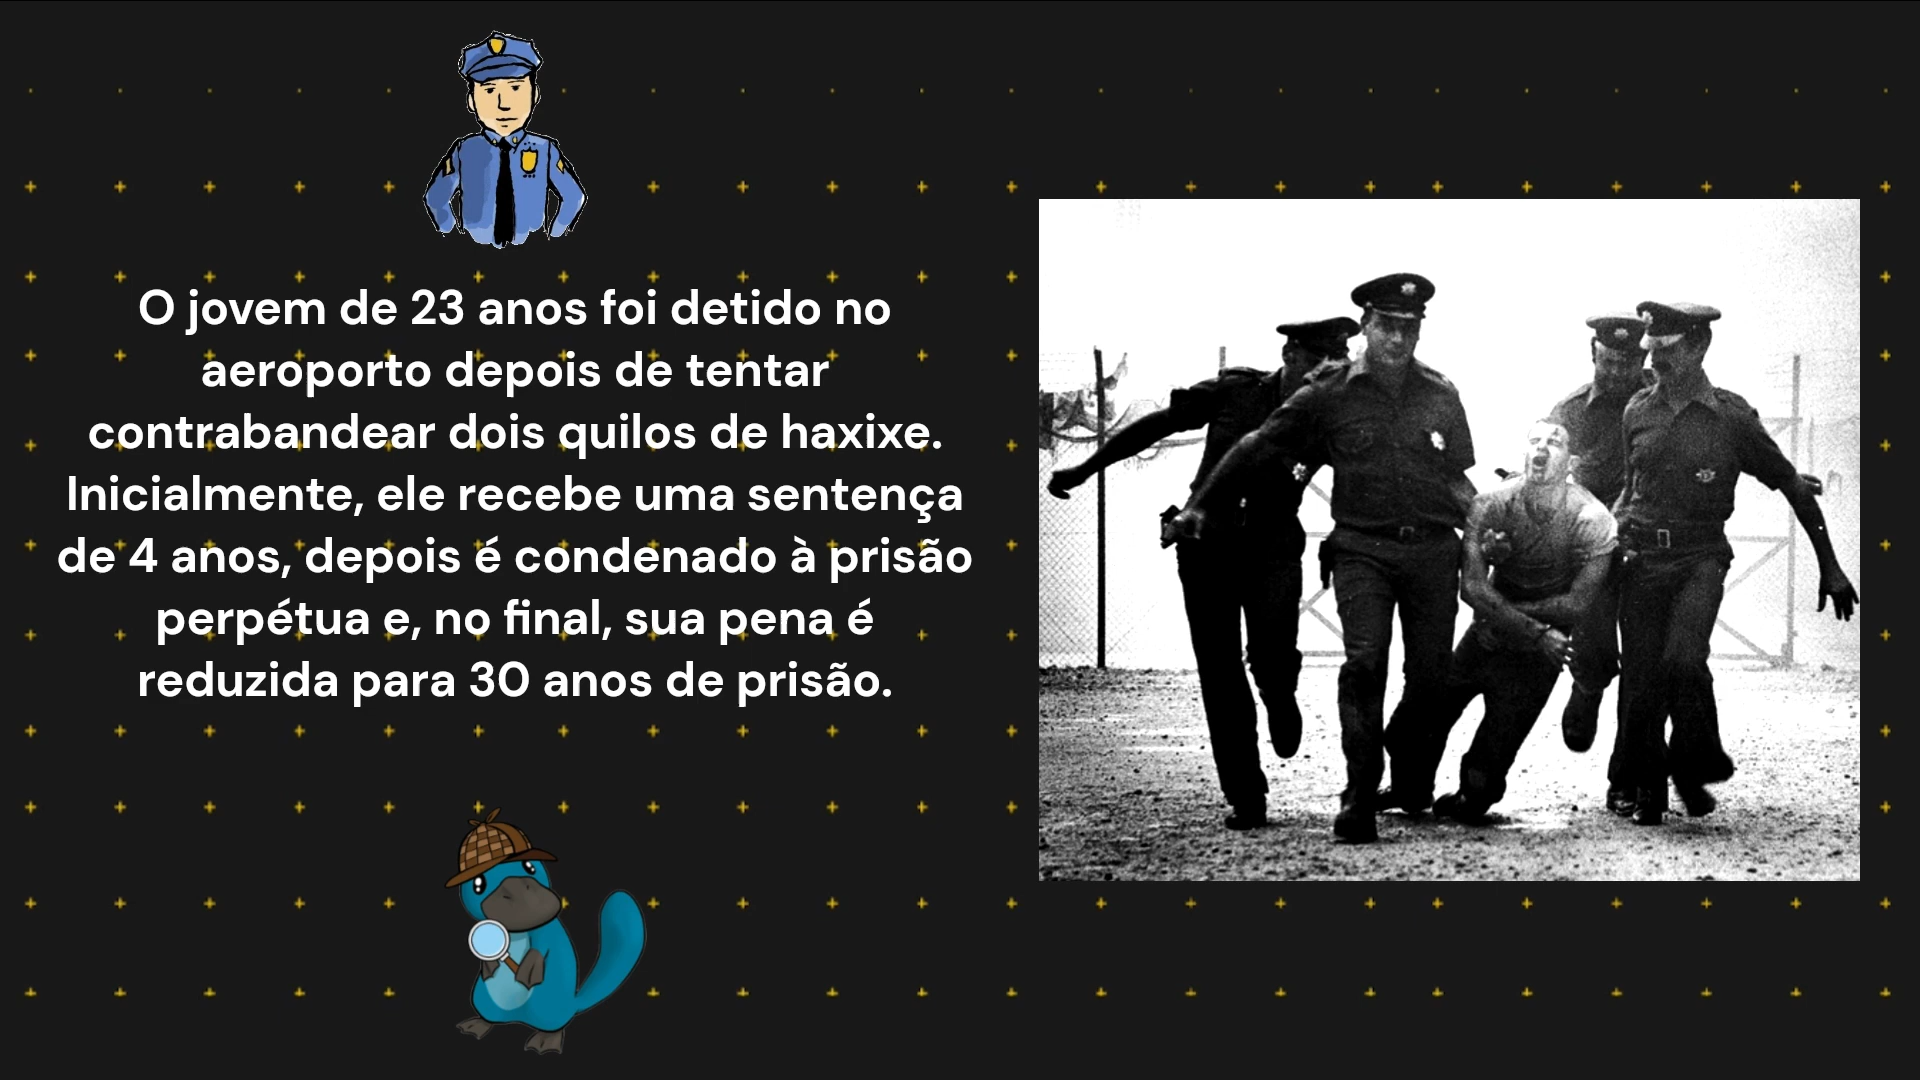 O jovem de 23 anos foi detido no
aeroporto depois de tentar
contrabandear dois quilos de haxixe.
Inicialmente, ele recebe uma sentença
de 4 anos, depois é condenado à prisão
perpétua e, no final, sua pena é
reduzida para 30 anos de prisão.